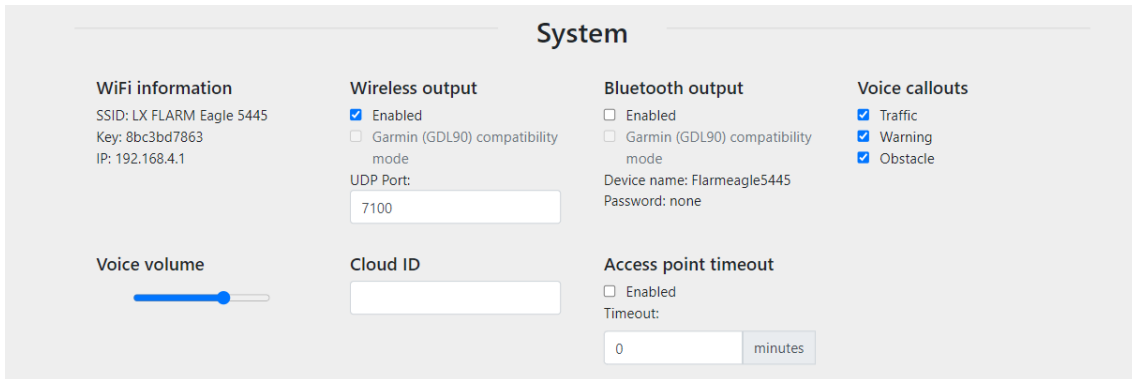 System
WiFi information
SSID: LX FLARM Eagle 5445
Key: 8bc3bd7863
IP: 192.168.4.1
Wireless output
Enabled
Garmin (GDL90) compatibility
mode
UDP Port:
7100
Bluetooth output
Enabled
Garmin (GDL90) compatibility
mode
Device name: Flarmeagle5445
Password: none
Voice callouts
Traffic
Warning
Obstacle
Voice volume
Cloud ID
Access point timeout
Enabled
Timeout:
0 minutes